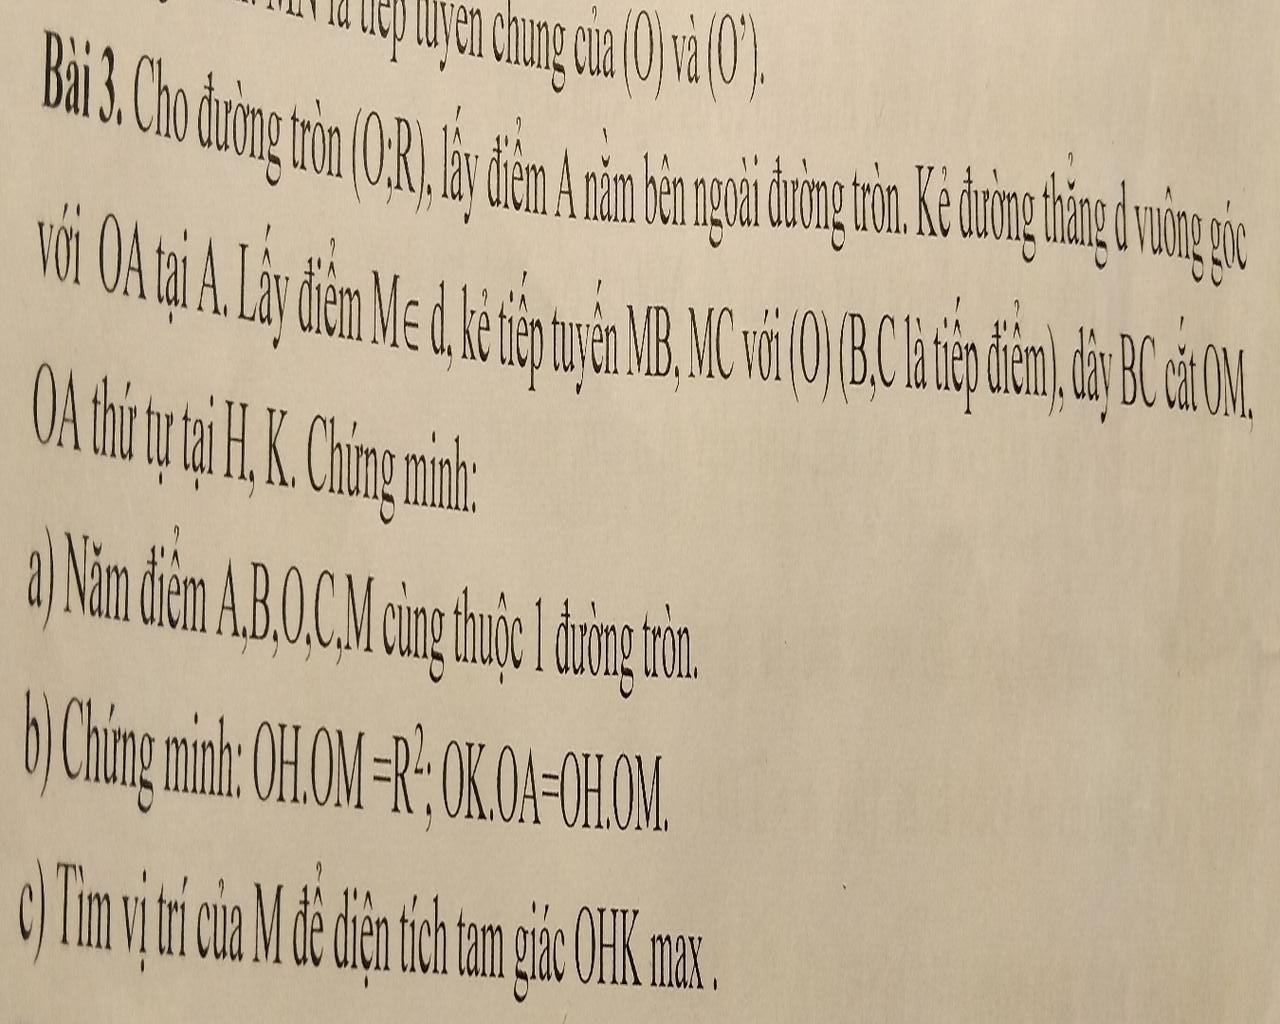 MN là tiếp tuyến chung của (O) và (O’).
Bài 3. Cho đường tròn (O;R), lấy điểm A nằm bên ngoài đường tròn. Kẻ đường thẳng d vuông góc
với OA tại A. Lấy điểm M∈ d, kẻ tiếp tuyến MB, MC với (O) (B,C là tiếp điểm), dây BC cắt OM,
OA thứ tự tại H, K. Chứng minh:
a) Năm điểm A,B,O,C,M cùng thuộc 1 đường tròn.
b) Chứng minh: OH.OM =R²; OK.OA=OH.OM.
c) Tìm vị trí của M để diện tích tam giác OHK max .